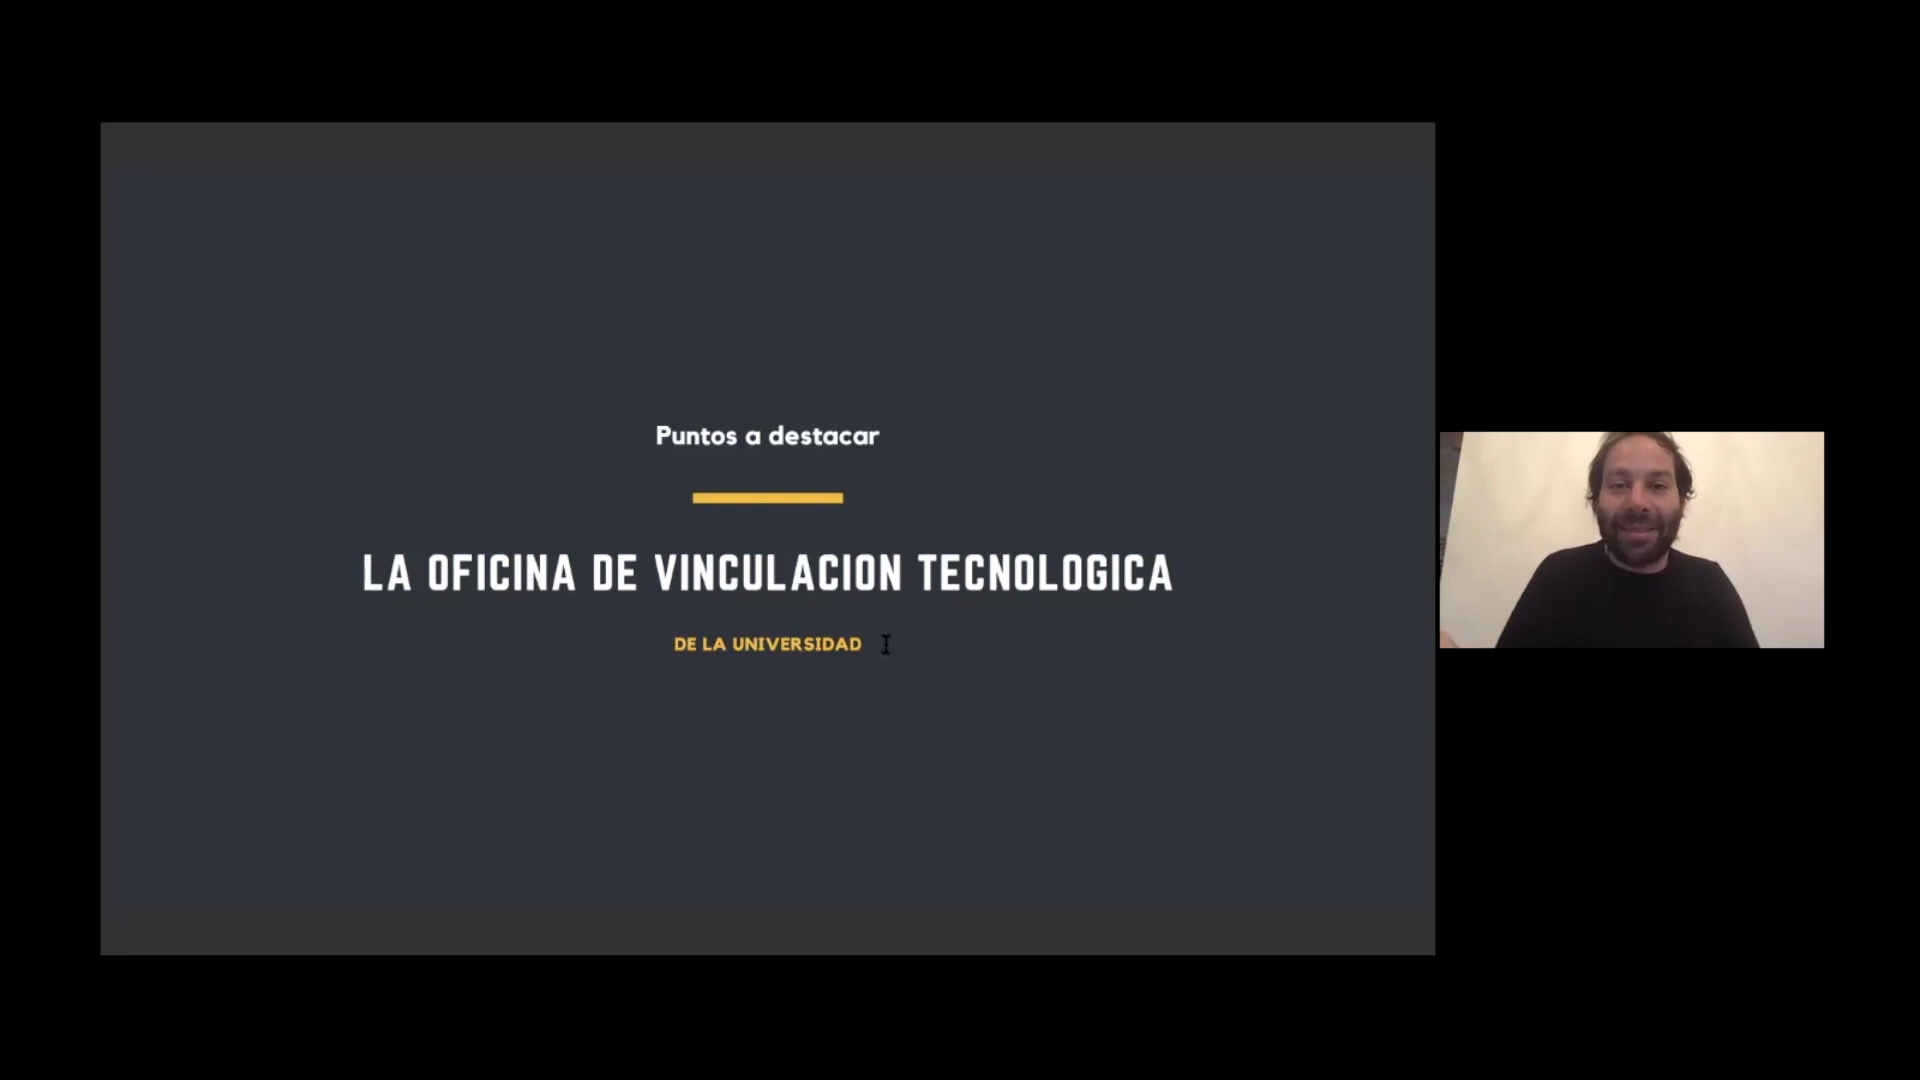 Puntos a destacar
LA OFICINA DE VINCULACION TECNOLOGICA
DE LA UNIVERSIDAD